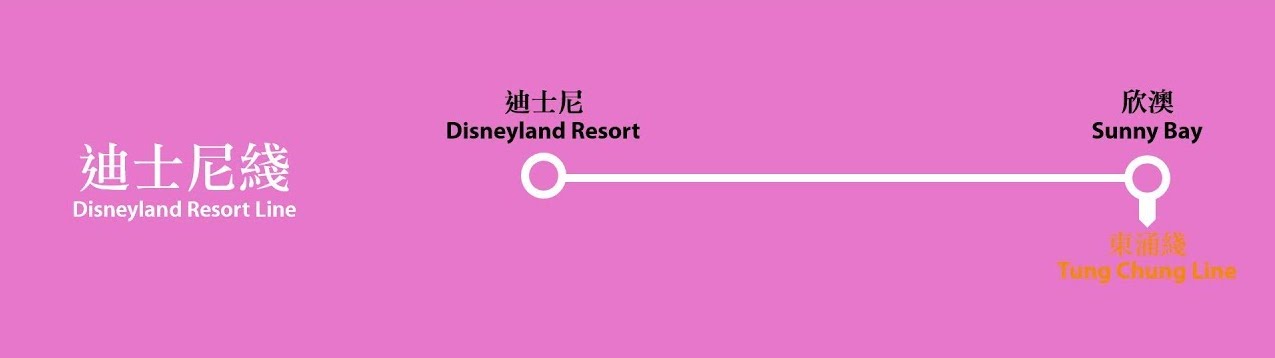 迪士尼綫
Disneyland Resort Line
迪士尼
Disneyland Resort
欣澳
Sunny Bay
東涌綫
Tung Chung Line